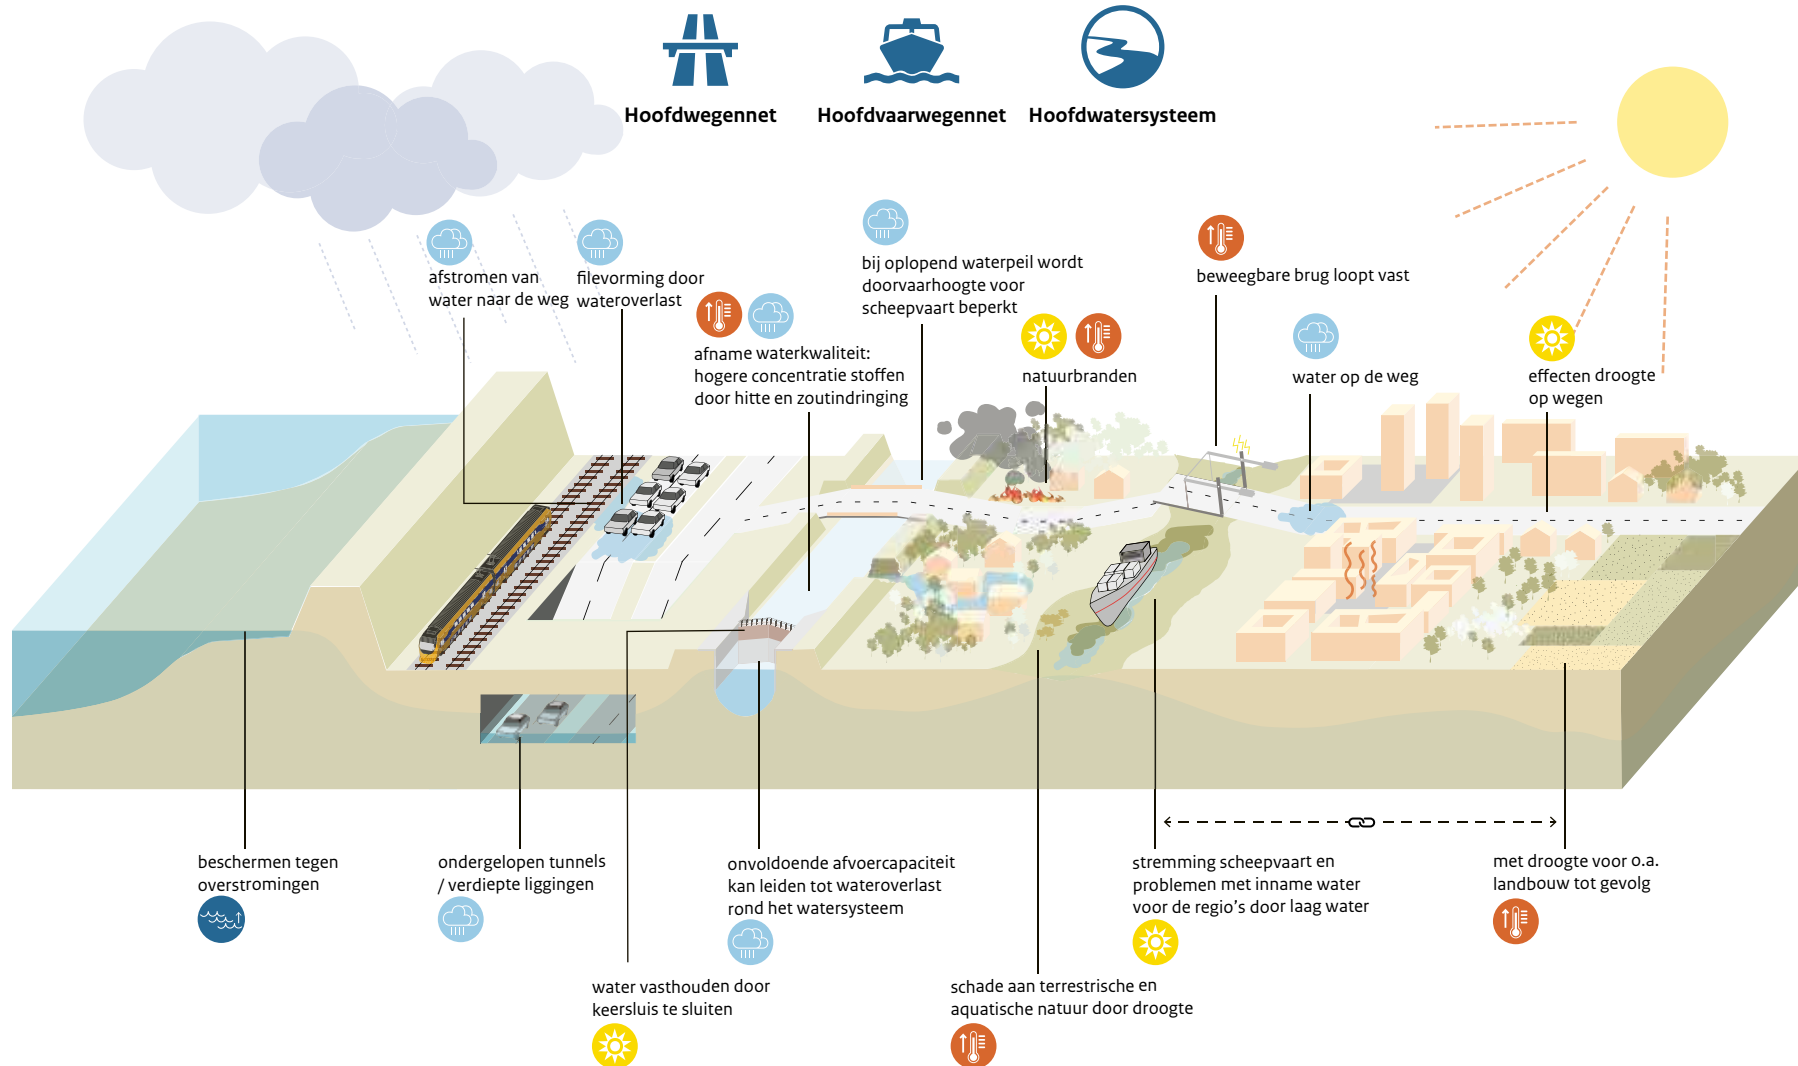 Hoofdwegennet
Hoofdvaarwegennet
Hoofdwatersysteem
afstromen van
water naar de weg
filevorming door
wateroverlast
afname waterkwaliteit:
hogere concentratie stoffen
door hitte en zoutindringing
bij oplopend waterpeil wordt
doorvaarhoogte voor
scheepvaart beperkt
natuurbranden
beweegbare brug loopt vast
water op de weg
effecten droogte
op wegen
beschermen tegen
overstromingen
ondergelopen tunnels
/ verdiepte liggingen
water vasthouden door
keersluis te sluiten
onvoldoende afvoercapaciteit
kan leiden tot wateroverlast
rond het watersysteem
schade aan terrestrische en
aquatische natuur door droogte
stremming scheepvaart en
problemen met inname water
voor de regio's door laag water
met droogte voor o.a.
landbouw tot gevolg